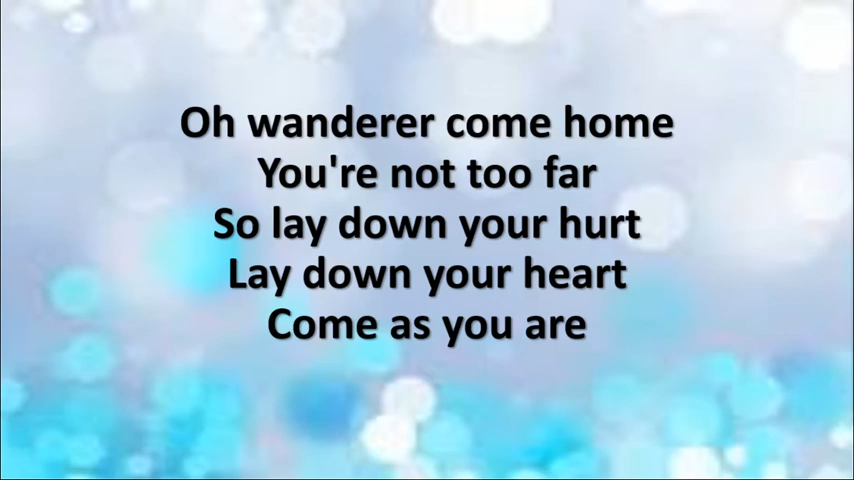 Oh wanderer come home
You're not too far
So lay down your hurt
Lay down your heart
Come as you are